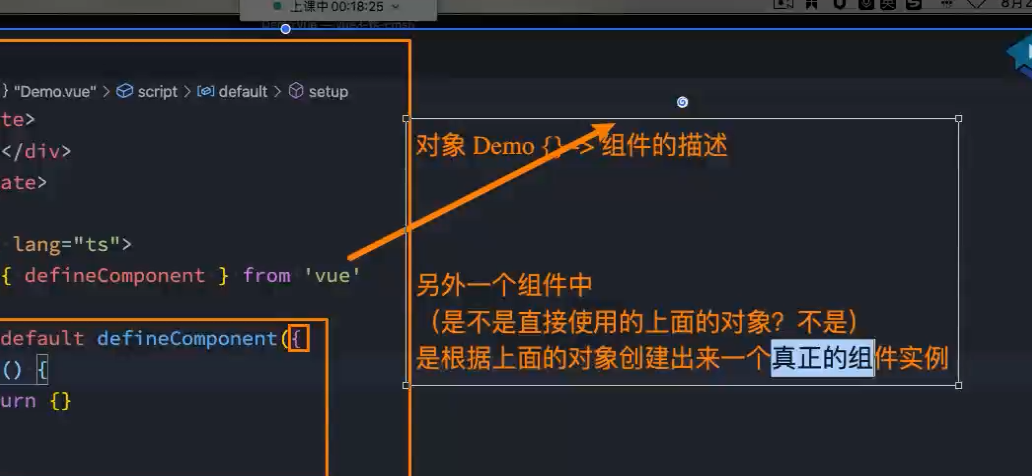 上课中 00:18:25
8月2
} "Demo.vue" > script > default > setup
te>
</div>
ate>
lang="ts">
{ defineComponent } from 'vue'
default defineComponent({
() {
urn {}
对象 Demo {} -> 组件的描述
另外一个组件中
（是不是直接使用的上面的对象？不是）
是根据上面的对象创建出来一个真正的组件实例